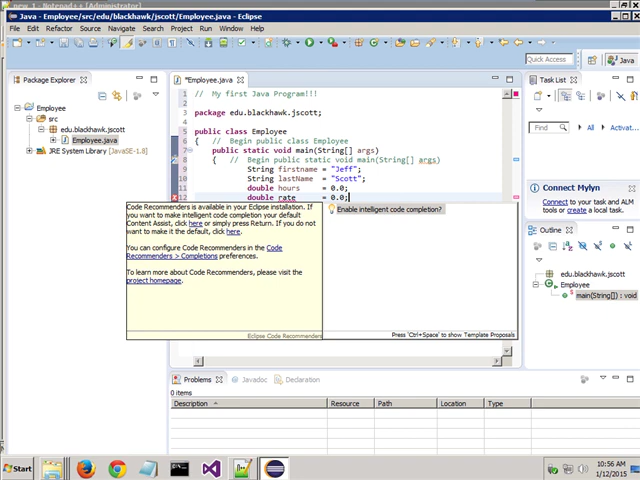 new 1 - Notepad++ [Administrator]
Java - Employee/src/edu/blackhawk/jscott/Employee.java - Eclipse
File Edit Refactor Source Navigate Search Project Run Window Help
Quick Access
Java
Package Explorer
*Employee.java
Task List
Employee
src
edu.blackhawk.jscott
Employee.java
JRE System Library [JavaSE-1.8]
1 // My first Java Program!!!
2
3 package edu.blackhawk.jscott;
4
5 public class Employee
6 { // Begin public class Employee
7 public static void main(String[] args)
8 { // Begin public static void main(String[] args)
9 String firstname = "Jeff";
10 String lastName = "Scott";
11 double hours = 0.0;
12 double rate = 0.0;
Find
All
Activat...
Connect Mylyn
Connect to your task and ALM
tools or create a local task.
Outline
edu.blackhawk.jscott
Employee
main(String[]) : void
Code Recommenders is available in your Eclipse installation. If
you want to make intelligent code completion your default
Content Assist, click here or simply press Return. If you do not
want to make it the default, click here.
You can configure Code Recommenders in the Code
Recommenders > Completions preferences.
To learn more about Code Recommenders, please visit the
project homepage.
Eclipse Code Recommenders
Enable intelligent code completion?
Press 'Ctrl+Space' to show Template Proposals
Problems
Javadoc
Declaration
0 items
Description
Resource
Path
Location
Type
Start
10:56 AM
1/12/2015